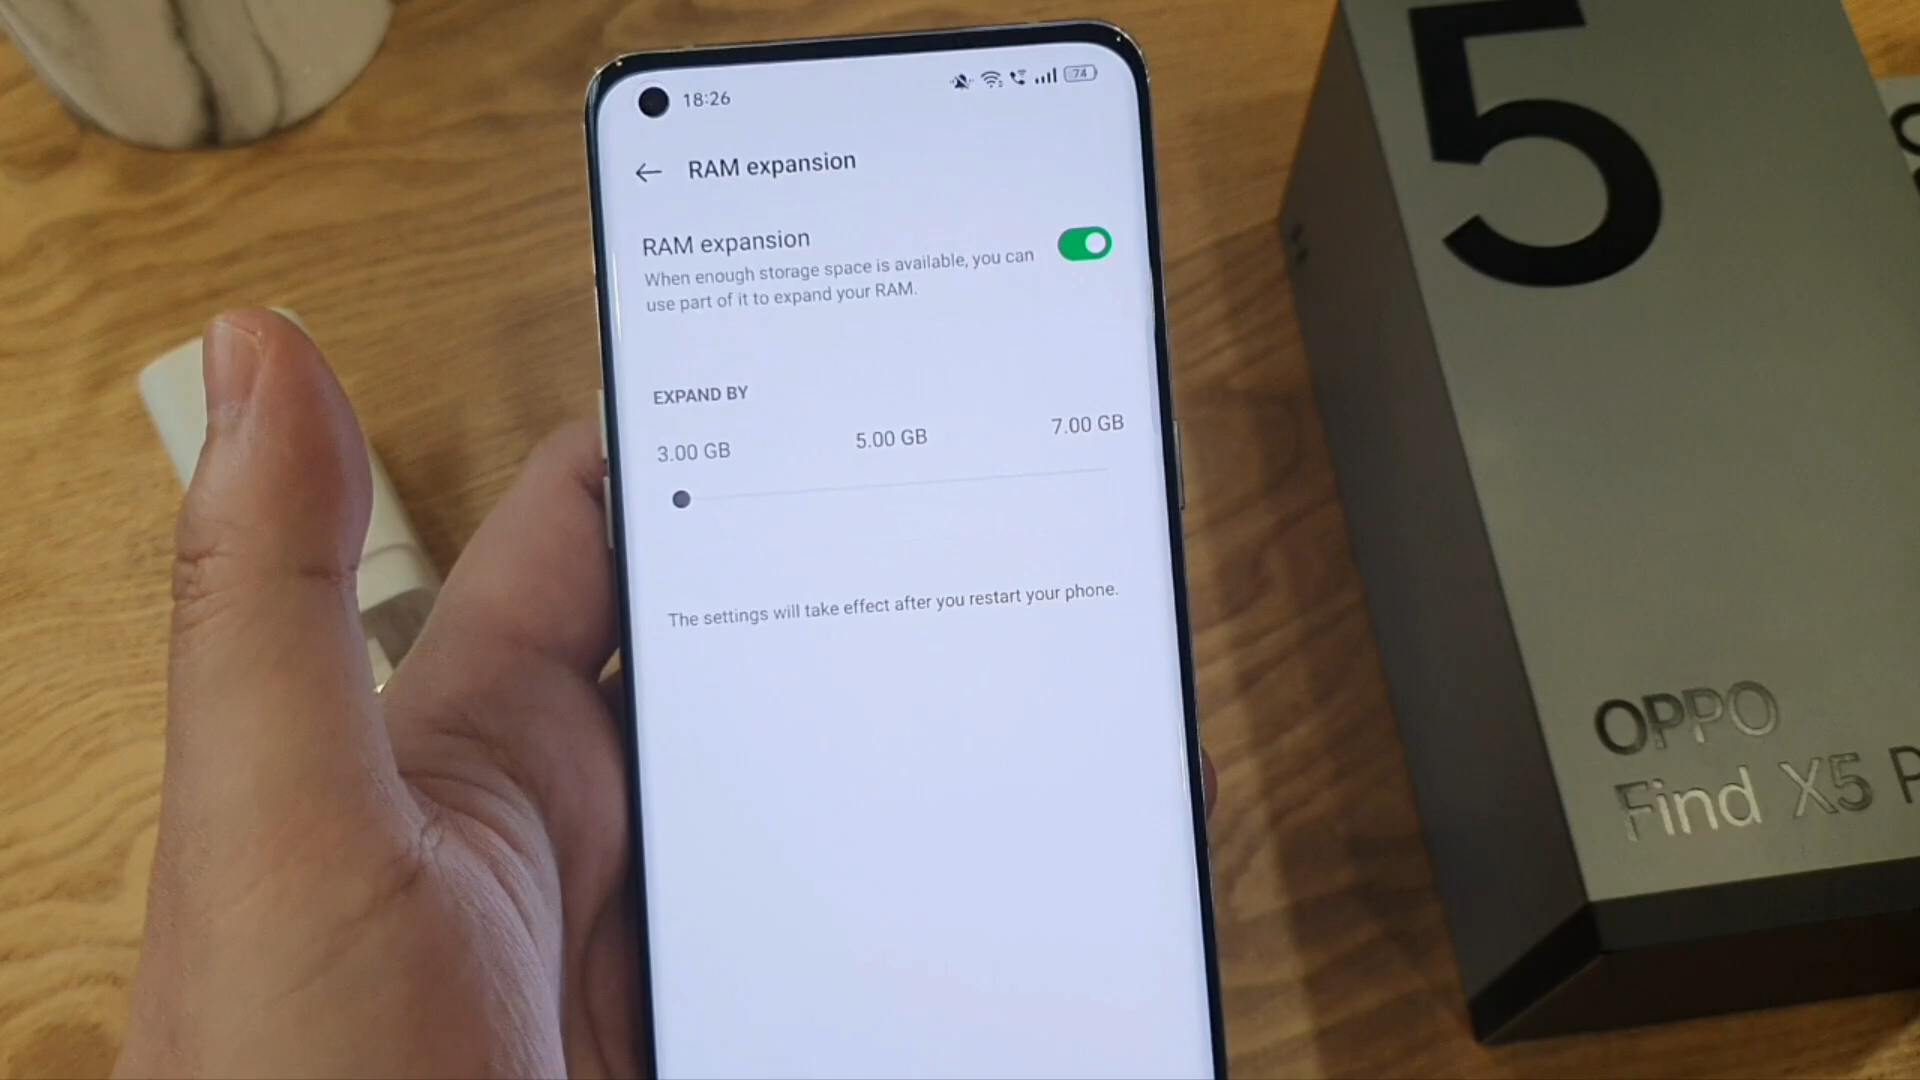 18:26
74
RAM expansion
RAM expansion
When enough storage space is available, you can
use part of it to expand your RAM.
EXPAND BY
3.00 GB 5.00 GB 7.00 GB
The settings will take effect after you restart your phone.
5
OPPO
Find X5 P